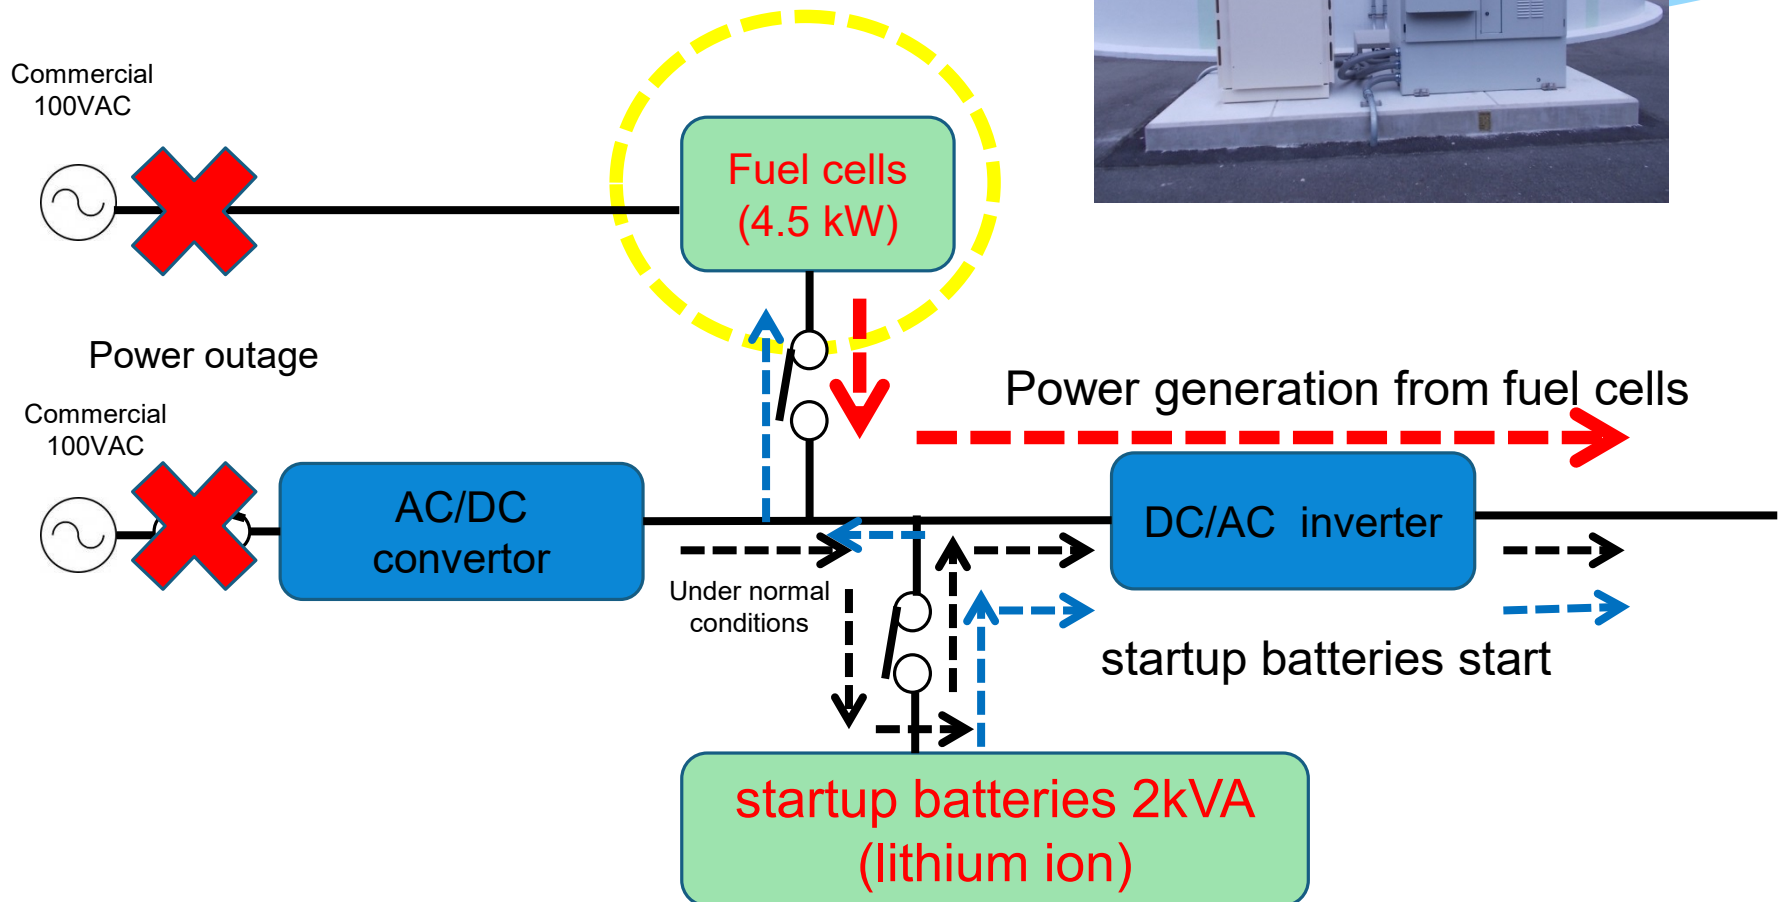 Commercial
100VAC
Fuel cells
(4.5 kW)
Power outage
Power generation from fuel cells
Commercial
100VAC
AC/DC
convertor
DC/AC inverter
Under normal
conditions
startup batteries start
startup batteries 2kVA
(lithium ion)